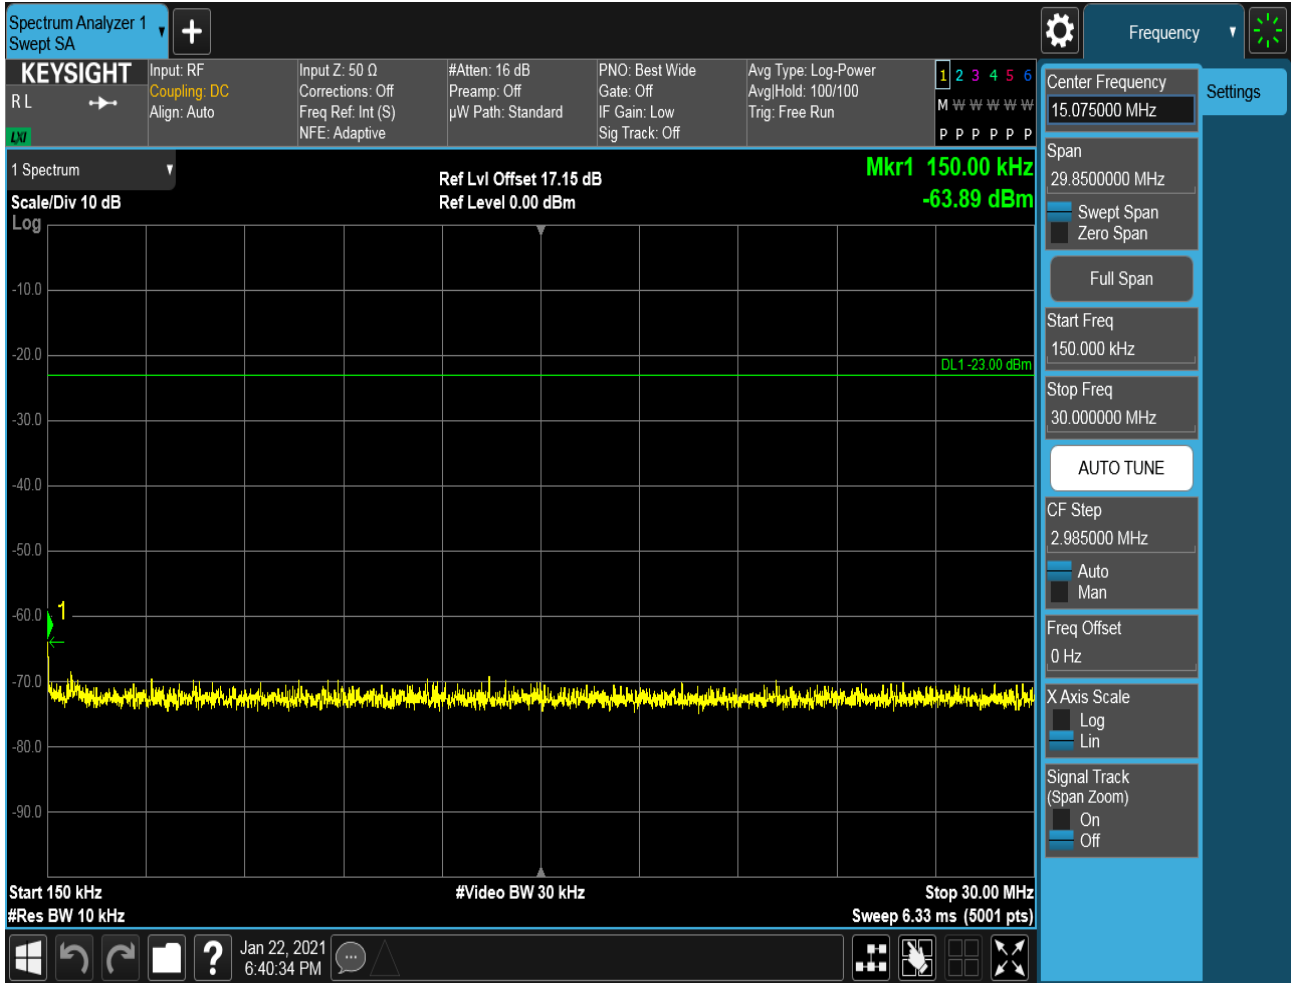 Spectrum Analyzer 1
Swept SA
Frequency
KEYSIGHT
R L
LXI
Input: RF
Coupling: DC
Align: Auto
Input Z: 50 Ω
Corrections: Off
Freq Ref: Int (S)
NFE: Adaptive
#Atten: 16 dB
Preamp: Off
µW Path: Standard
PNO: Best Wide
Gate: Off
IF Gain: Low
Sig Track: Off
Avg Type: Log-Power
Avg|Hold: 100/100
Trig: Free Run
1 2 3 4 5 6
M W W W W W
P P P P P P
1 Spectrum
Scale/Div 10 dB
Log
Ref Lvl Offset 17.15 dB
Ref Level 0.00 dBm
Mkr1 150.00 kHz
-63.89 dBm
-10.0
-20.0
DL1 -23.00 dBm
-30.0
-40.0
-50.0
-60.0
1
-70.0
-80.0
-90.0
Start 150 kHz
#Video BW 30 kHz
Stop 30.00 MHz
#Res BW 10 kHz
Sweep 6.33 ms (5001 pts)
?
Jan 22, 2021
6:40:34 PM
Settings
Center Frequency
15.075000 MHz
Span
29.8500000 MHz
Swept Span
Zero Span
Full Span
Start Freq
150.000 kHz
Stop Freq
30.000000 MHz
AUTO TUNE
CF Step
2.985000 MHz
Auto
Man
Freq Offset
0 Hz
X Axis Scale
Log
Lin
Signal Track
(Span Zoom)
On
Off